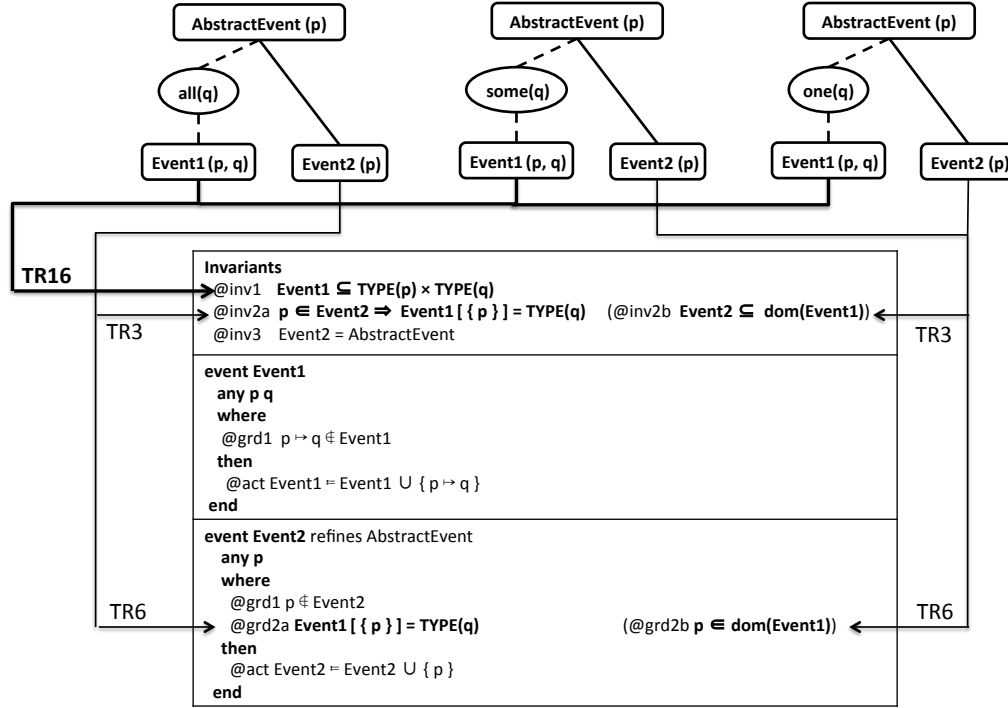 AbstractEvent (p) AbstractEvent (p) AbstractEvent (p)
all(q) some(q) one(q)
Event1 (p, q) Event2 (p) Event1 (p, q) Event2 (p) Event1 (p, q) Event2 (p)
TR16
Invariants
@inv1 Event1 ⊆ TYPE(p) × TYPE(q)
TR3 @inv2a p ∈ Event2 ⇒ Event1 [ { p } ] = TYPE(q) (@inv2b Event2 ⊆ dom(Event1)) TR3
@inv3 Event2 = AbstractEvent
event Event1
any p q
where
@grd1 p ↦ q ∉ Event1
then
@act Event1 ≔ Event1 ∪ { p ↦ q }
end
event Event2 refines AbstractEvent
any p
where
@grd1 p ∉ Event2
TR6 @grd2a Event1 [ { p } ] = TYPE(q) (@grd2b p ∈ dom(Event1)) TR6
then
@act Event2 ≔ Event2 ∪ { p }
end